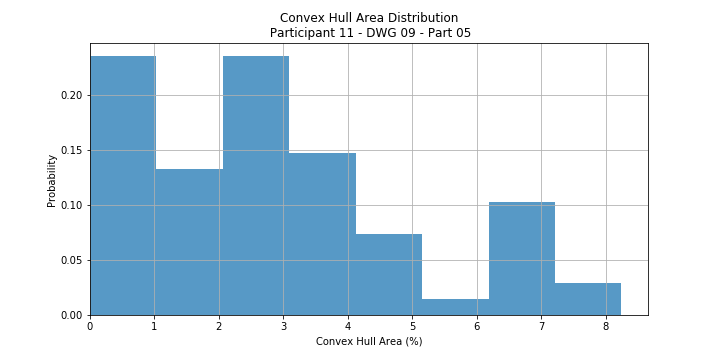 Convex Hull Area Distribution
Participant 11 - DWG 09 - Part 05
Probability
0.20
0.15
0.10
0.05
0.00
0 1 2 3 4 5 6 7 8
Convex Hull Area (%)